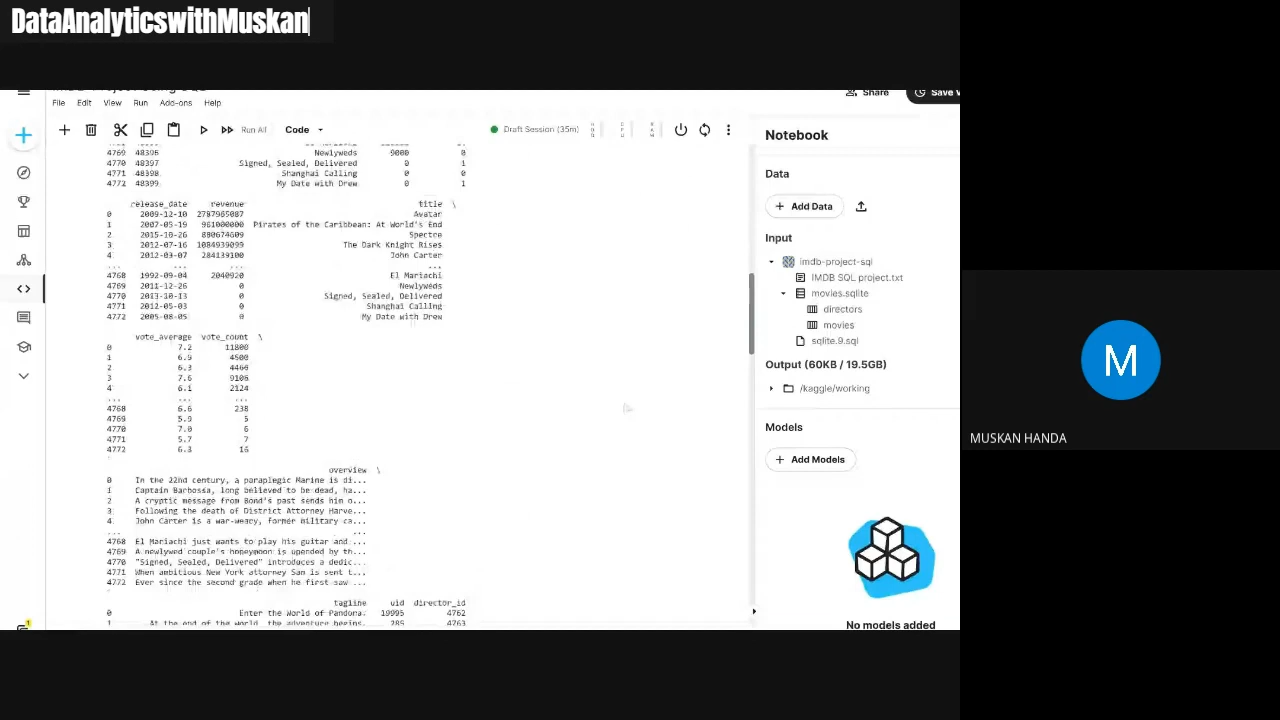 DataAnalyticswithMuskan
File Edit View Run Add-ons Help
Share Save V
Run All Code Draft Session (35m)
4769 48396 Newlyweds 9000 0
4770 48397 Signed, Sealed, Delivered 0 1
4771 48398 Shanghai Calling 0 0
4772 48399 My Date with Drew 0 1
release_date revenue title \
0 2009-12-10 2787965087 Avatar
1 2007-05-19 961000000 Pirates of the Caribbean: At World's End
2 2015-10-26 880674609 Spectre
3 2012-07-16 1084939099 The Dark Knight Rises
4 2012-03-07 284139100 John Carter
... ... ... ...
4768 1992-09-04 2040920 El Mariachi
4769 2011-12-26 0 Newlyweds
4770 2013-10-13 0 Signed, Sealed, Delivered
4771 2012-05-03 0 Shanghai Calling
4772 2005-08-05 0 My Date with Drew
vote_average vote_count \
0 7.2 11800
1 6.9 4500
2 6.3 4466
3 7.6 9106
4 6.1 2124
... ... ...
4768 6.6 238
4769 5.9 5
4770 7.0 6
4771 5.7 7
4772 6.3 16
overview \
0 In the 22nd century, a paraplegic Marine is di...
1 Captain Barbossa, long believed to be dead, ha...
2 A cryptic message from Bond's past sends him o...
3 Following the death of District Attorney Harve...
4 John Carter is a war-weary, former military ca...
... ...
4768 El Mariachi just wants to play his guitar and ...
4769 A newlywed couple's honeymoon is upended by th...
4770 "Signed, Sealed, Delivered" introduces a dedic...
4771 When ambitious New York attorney Sam is sent t...
4772 Ever since the second grade when he first saw ...
tagline uid director_id
0 Enter the World of Pandora. 19995 4762
1 At the end of the world, the adventure begins. 285 4763
Notebook
Data
Add Data
Input
imdb-project-sql
IMDB SQL project.txt
movies.sqlite
directors
movies
sqlite.9.sql
Output (60KB / 19.5GB)
/kaggle/working
Models
Add Models
No models added
M
MUSKAN HANDA